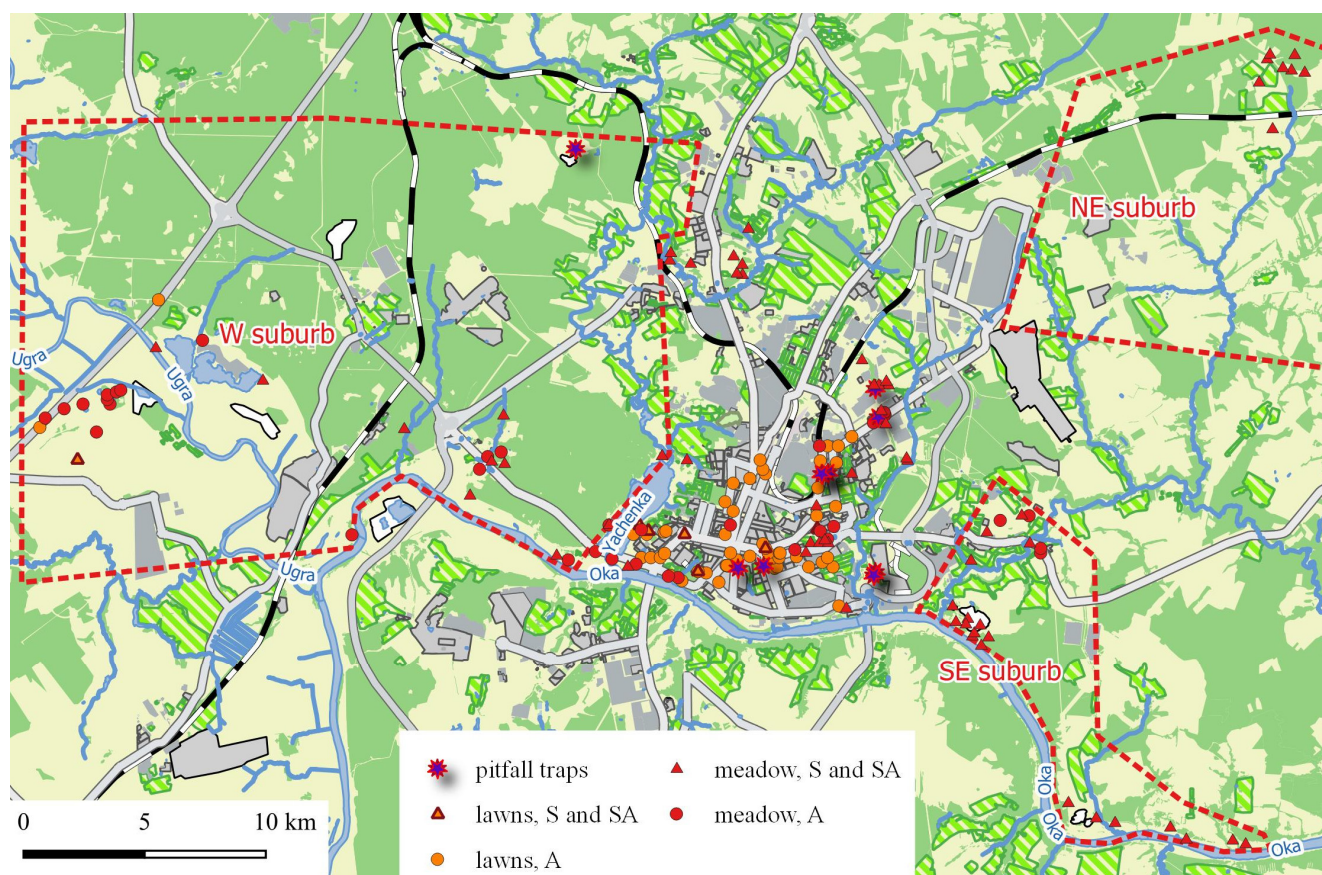 NE suburb
W suburb
Ugra
Ugra
Yachenka
Ugra
Oka
SE suburb
Oka
Oka
Oka
pitfall traps
meadow, S and SA
lawns, S and SA
meadow, A
lawns, A
0 5 10 km